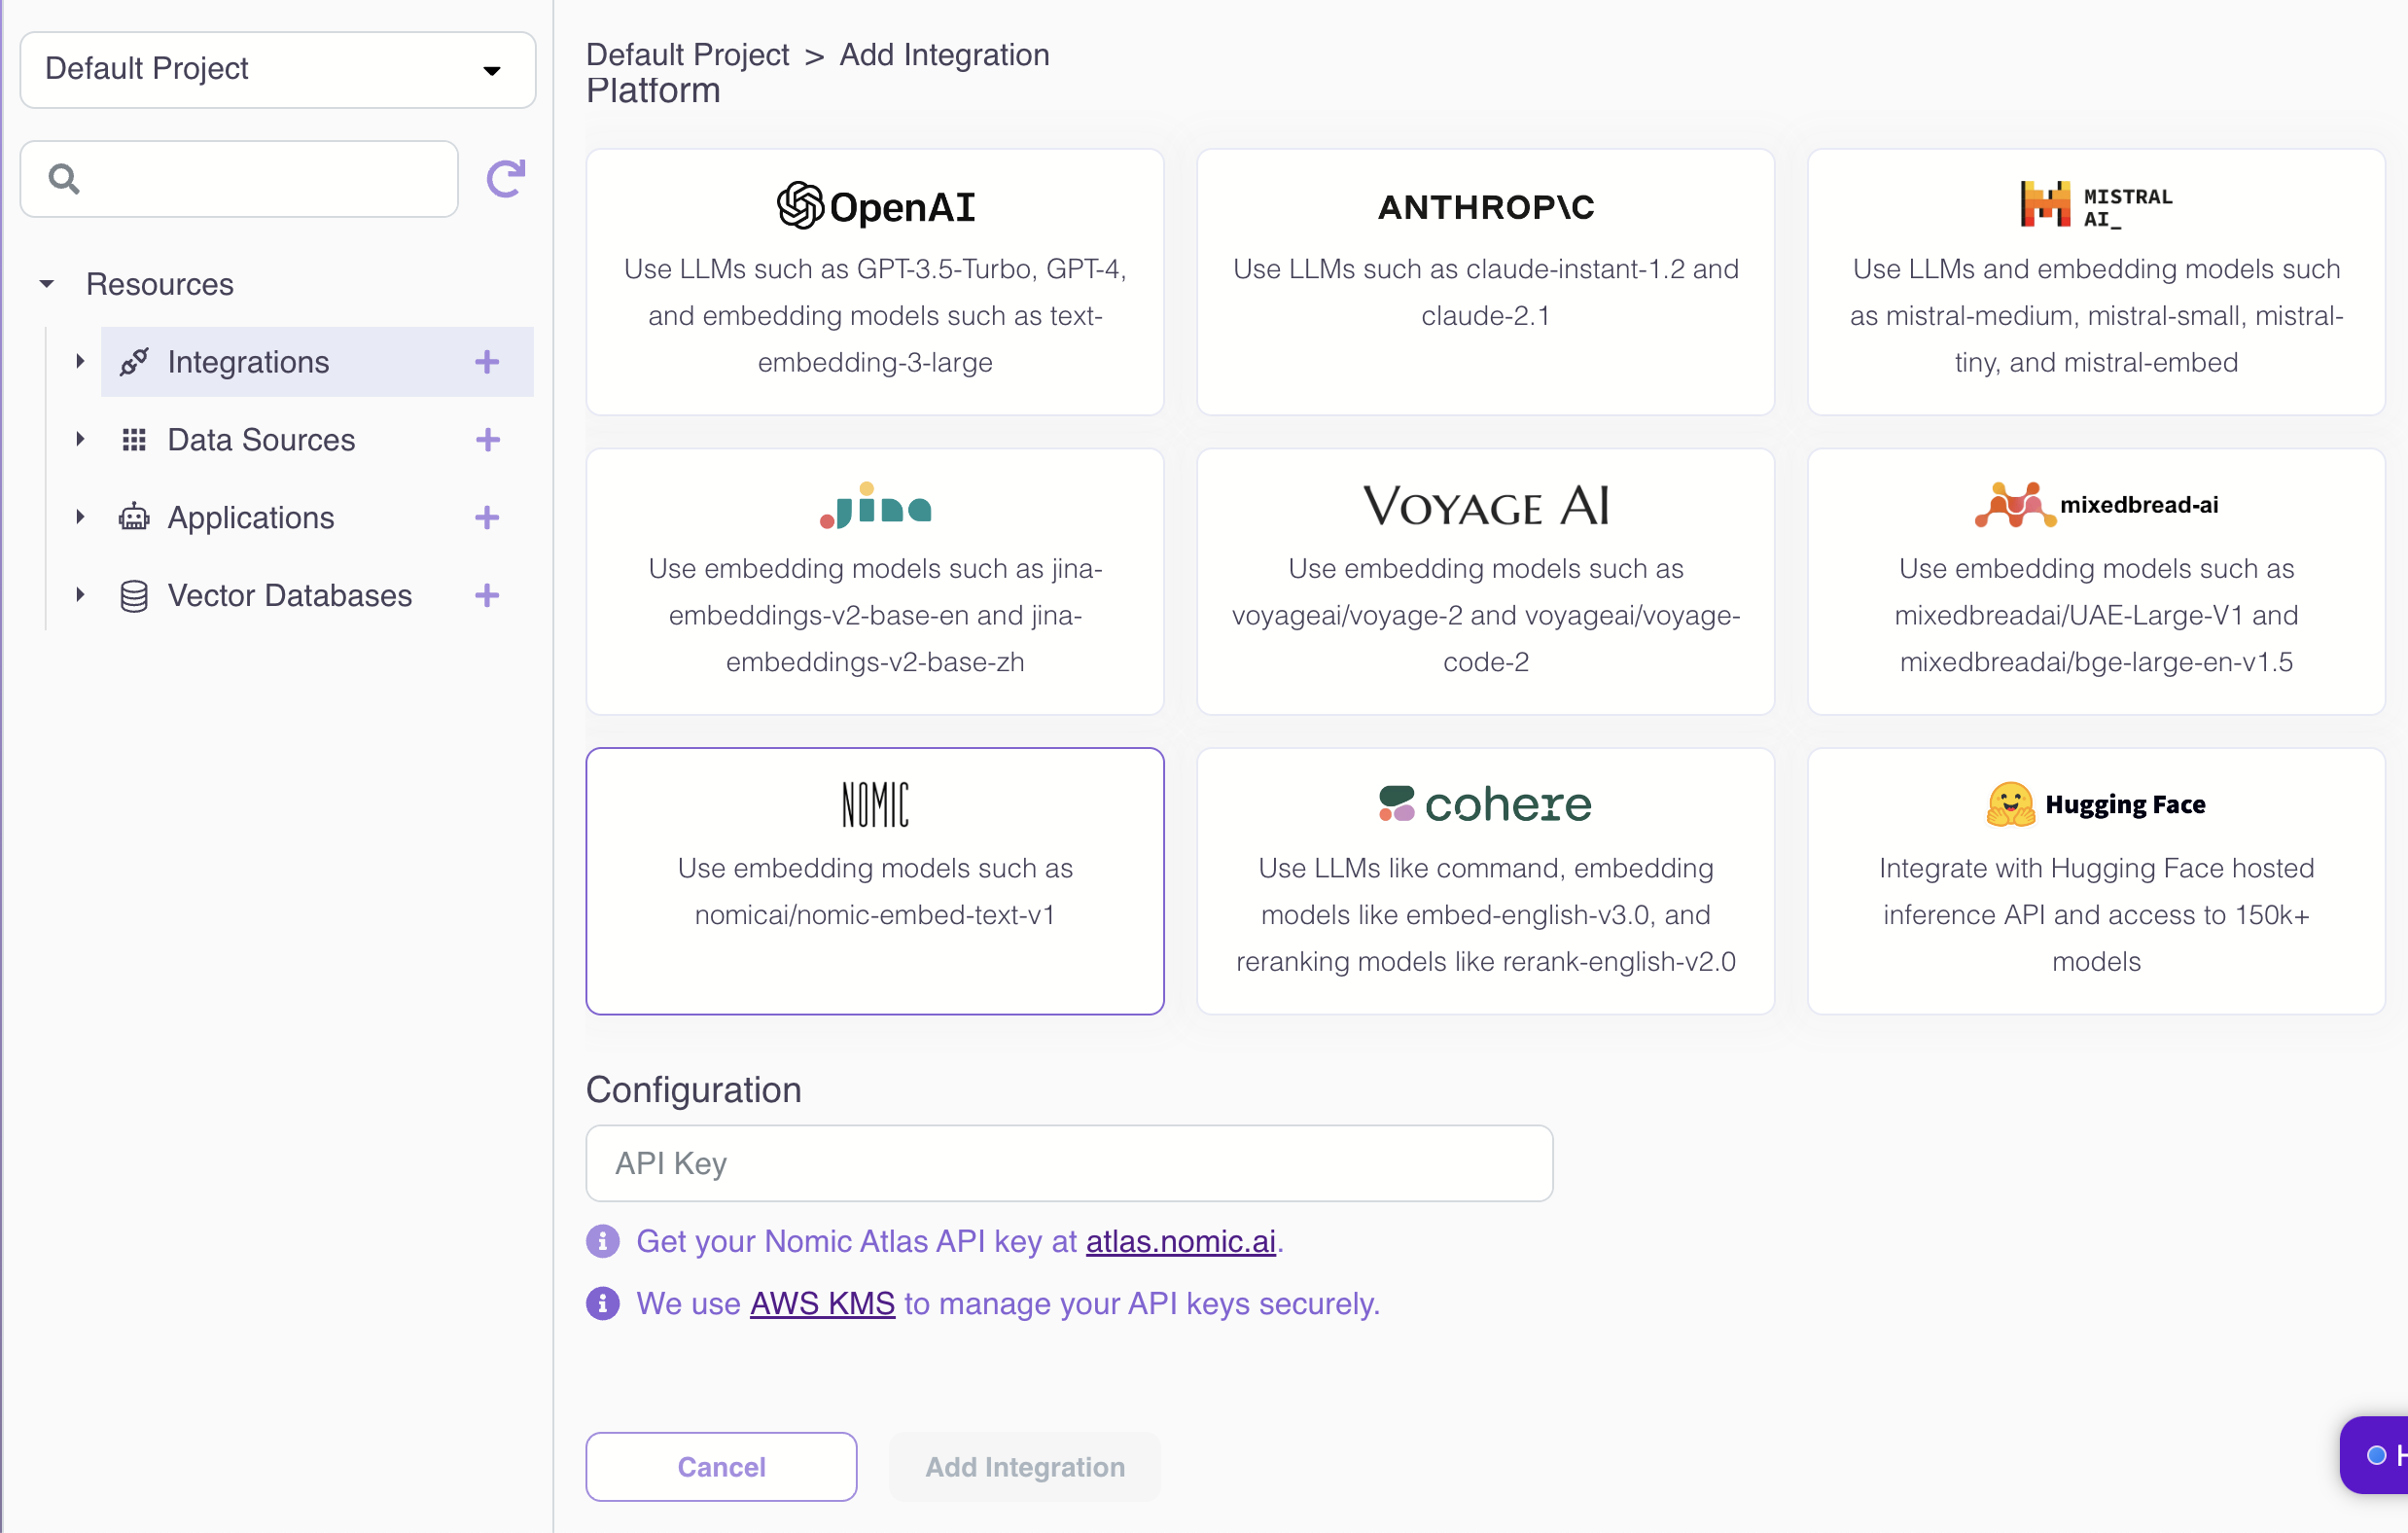 Default Project
Resources
Integrations
Data Sources
Applications
Vector Databases
Default Project > Add Integration
Platform
OpenAI
Use LLMs such as GPT-3.5-Turbo, GPT-4,
and embedding models such as text-
embedding-3-large
ANTHROP\C
Use LLMs such as claude-instant-1.2 and
claude-2.1
MISTRAL
AI_
Use LLMs and embedding models such
as mistral-medium, mistral-small, mistral-
tiny, and mistral-embed
Jina
Use embedding models such as jina-
embeddings-v2-base-en and jina-
embeddings-v2-base-zh
VOYAGE AI
Use embedding models such as
voyageai/voyage-2 and voyageai/voyage-
code-2
mixedbread-ai
Use embedding models such as
mixedbreadai/UAE-Large-V1 and
mixedbreadai/bge-large-en-v1.5
NOMIC
Use embedding models such as
nomicai/nomic-embed-text-v1
cohere
Use LLMs like command, embedding
models like embed-english-v3.0, and
reranking models like rerank-english-v2.0
Hugging Face
Integrate with Hugging Face hosted
inference API and access to 150k+
models
Configuration
API Key
Get your Nomic Atlas API key at atlas.nomic.ai.
We use AWS KMS to manage your API keys securely.
Cancel
Add Integration